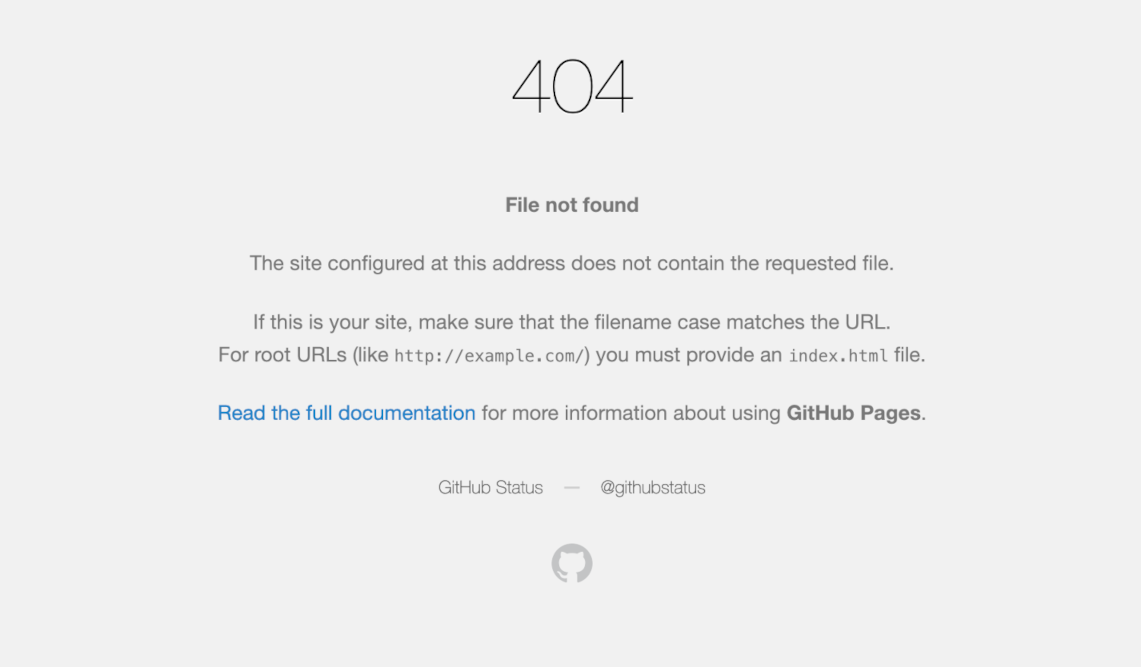 404
File not found
The site configured at this address does not contain the requested file.
If this is your site, make sure that the filename case matches the URL.
For root URLs (like http://example.com/) you must provide an index.html file.
Read the full documentation for more information about using GitHub Pages.
GitHub Status — @githubstatus